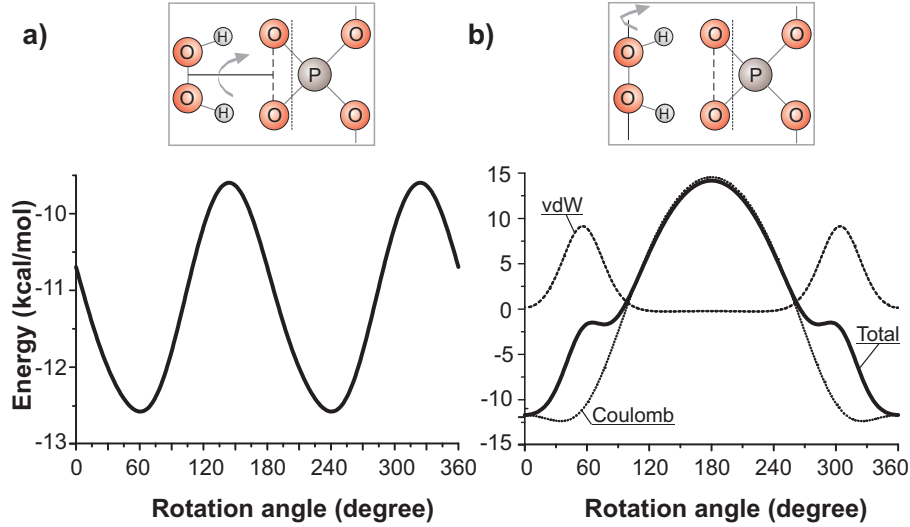 a)
O H O O
P
O H O O
Energy (kcal/mol)
-10
-11
-12
-13
0 60 120 180 240 300 360
Rotation angle (degree)
b)
O H O O
P
O H O O
15
10
5
0
-5
-10
-15
vdW
Total
Coulomb
0 60 120 180 240 300 360
Rotation angle (degree)